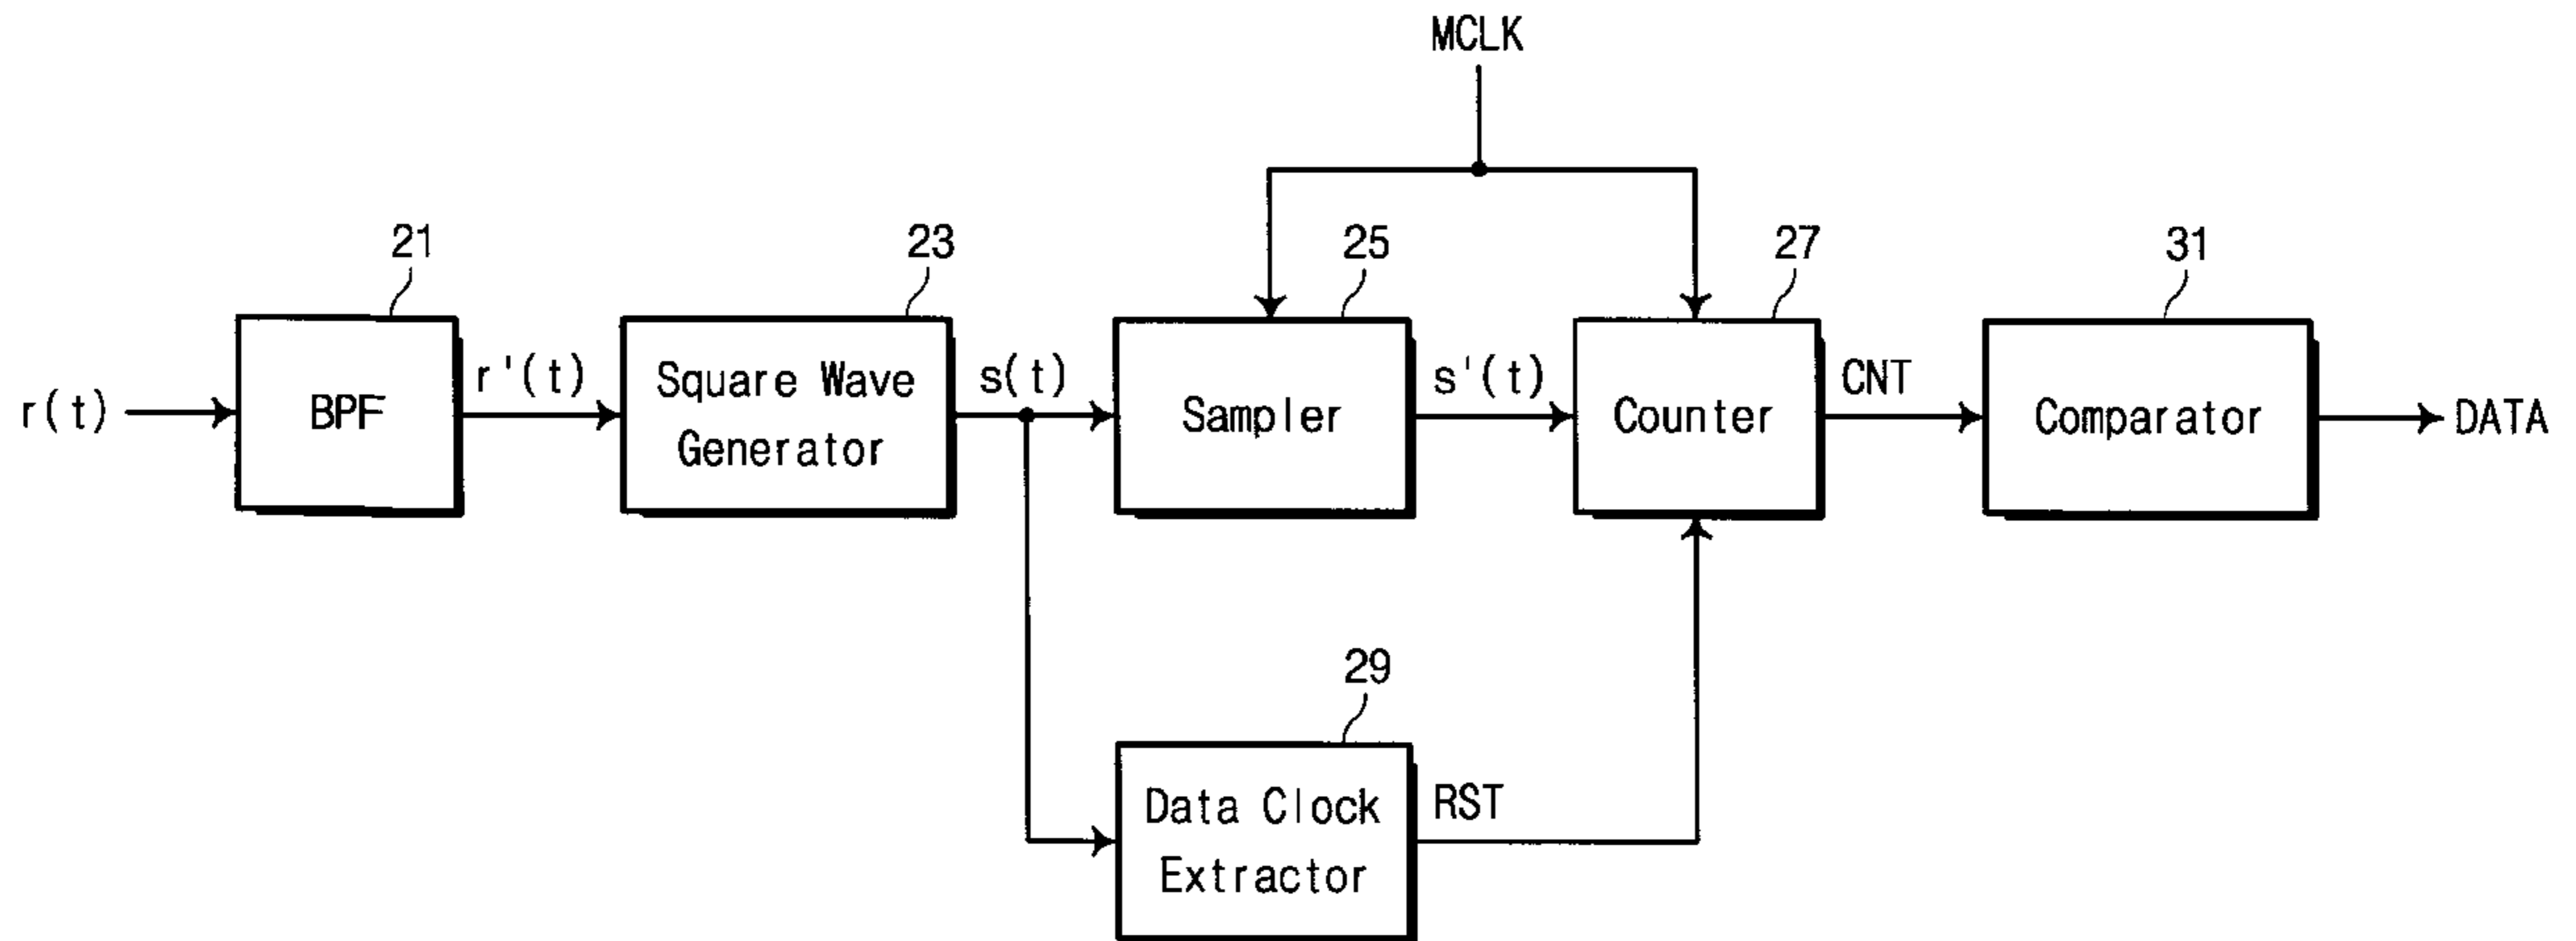 MCLK
21
23
25
27
31
r(t)
BPF
r'(t)
Square Wave
Generator
s(t)
Sampler
s'(t)
Counter
CNT
Comparator
DATA
29
Data Clock
Extractor
RST